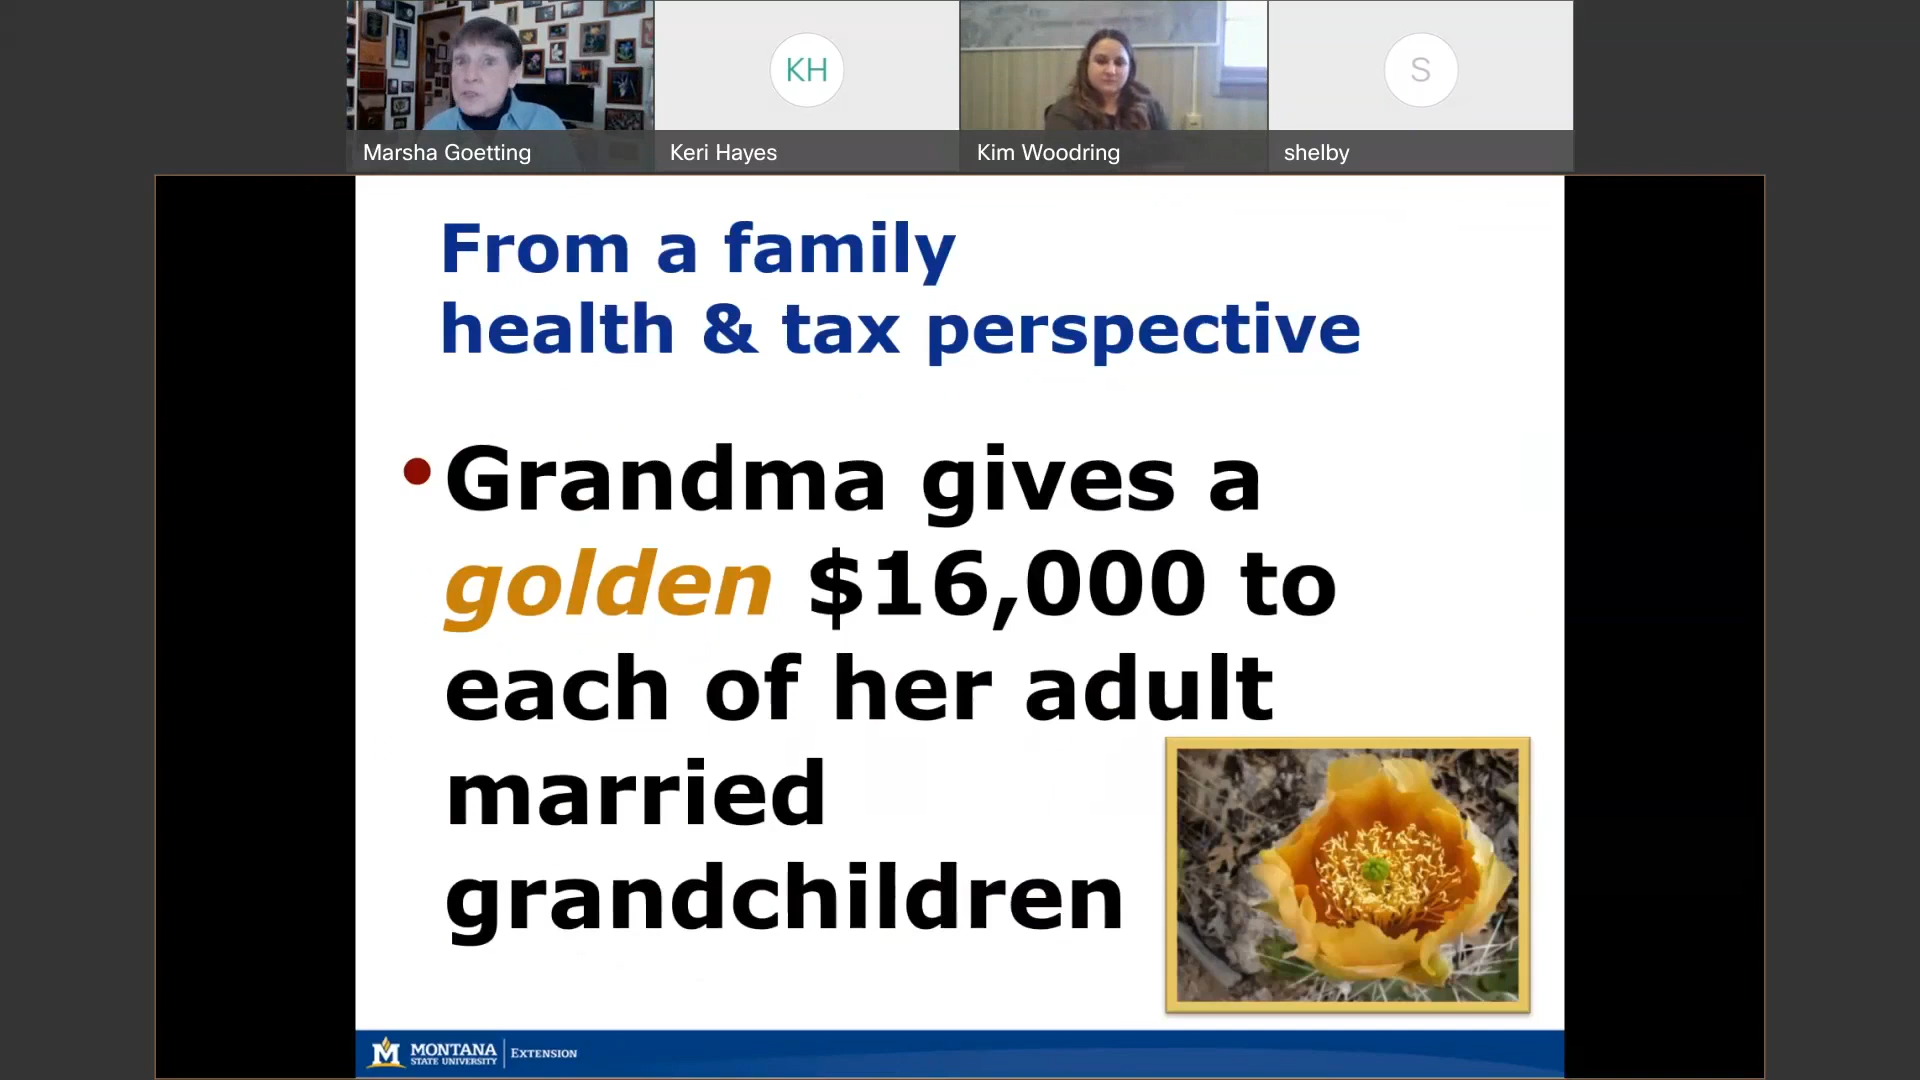 KH
S
Marsha Goetting
Keri Hayes
Kim Woodring
shelby
From a family
health & tax perspective
• Grandma gives a
golden $16,000 to
each of her adult
married
grandchildren
M MONTANA
STATE UNIVERSITY
EXTENSION